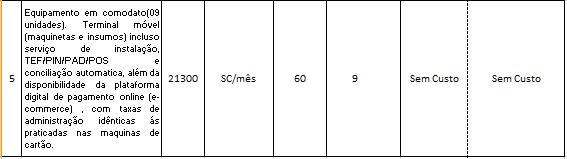 Equipamento em comodato(09
unidades). Terminal móvel
(maquinetas e insumos) incluso
serviço de instalação,
TEF/PIN/PAD/POS e
conciliação automatica, além da
5 disponibilidade da plataforma 21300 SC/mês 60 9 Sem Custo Sem Custo
digital de pagamento online (e-
commerce) , com taxas de
administração idênticas ás
praticadas nas maquinas de
cartão.